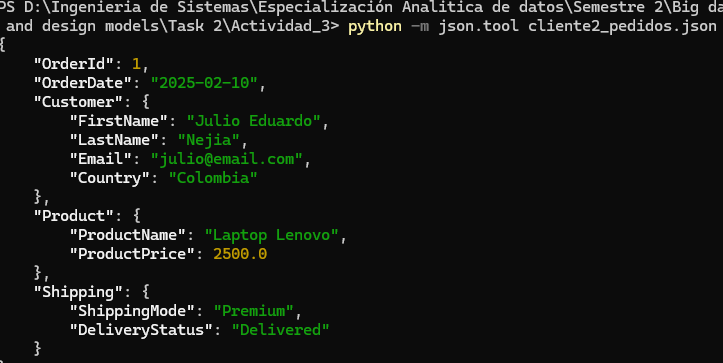 PS D:\Ingenieria de Sistemas\Especialización Analitica de datos\Semestre 2\Big da
 and design models\Task 2\Actividad_3> python -m json.tool cliente2_pedidos.json
{
    "OrderId": 1,
    "OrderDate": "2025-02-10",
    "Customer": {
        "FirstName": "Julio Eduardo",
        "LastName": "Nejia",
        "Email": "julio@email.com",
        "Country": "Colombia"
    },
    "Product": {
        "ProductName": "Laptop Lenovo",
        "ProductPrice": 2500.0
    },
    "Shipping": {
        "ShippingMode": "Premium",
        "DeliveryStatus": "Delivered"
    }